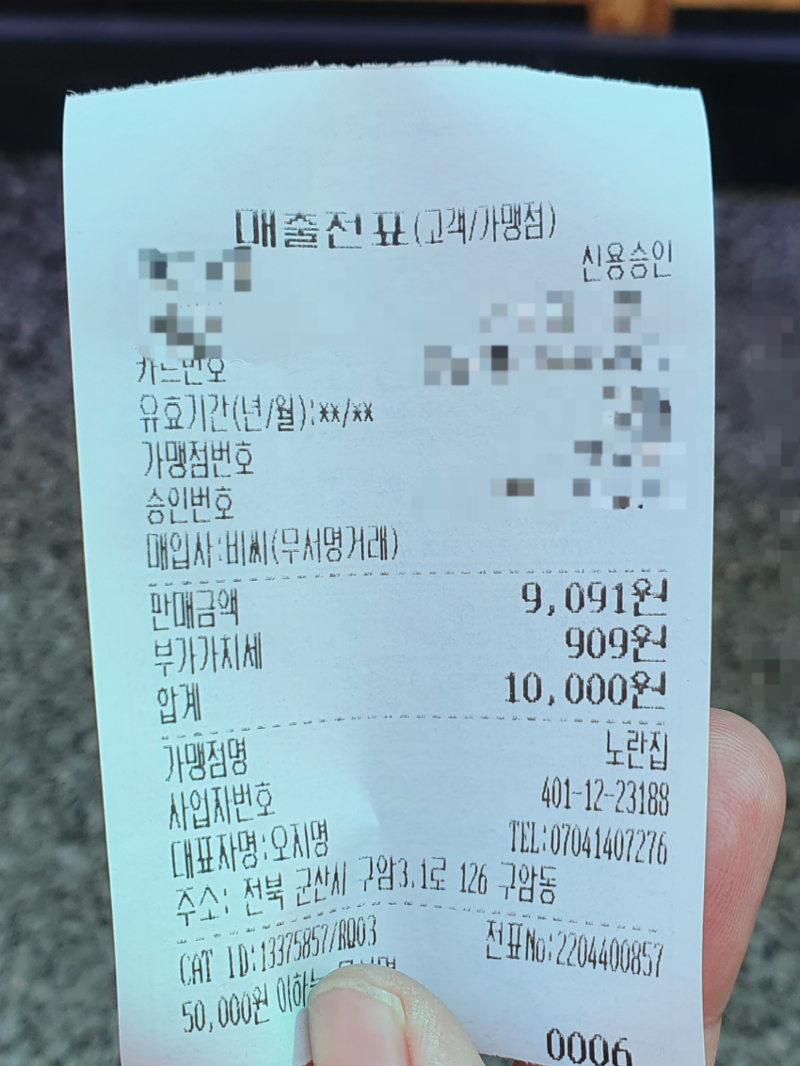 매출전표(고객/가맹점)
신용승인
카드번호
유효기간(년/월):xx/xx
가맹점번호
승인번호
매입사:비씨(무서명거래)
판매금액 9,091원
부가가치세 909원
합계 10,000원
가맹점명 노란집
사업자번호 401-12-23188
대표자명:오지명 TEL:07041407276
주소: 전북 군산시 구암3.1로 126 구암동
CAT ID:13375857/RQ03 전표No:2204400857
50,000원 이하는
0006